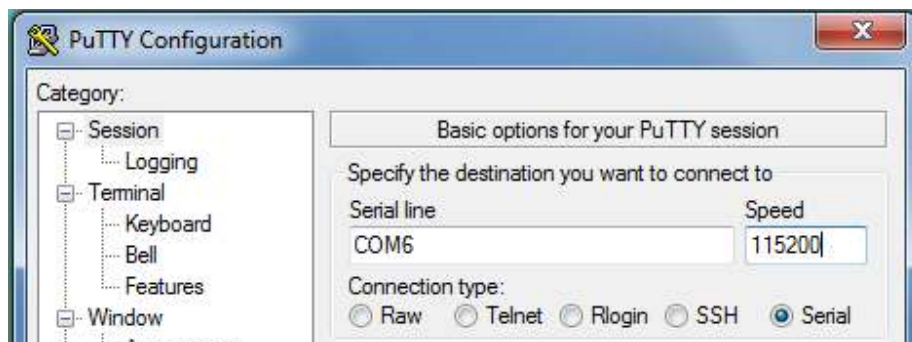 PuTTY Configuration
Category:
Session
Logging
Terminal
Keyboard
Bell
Features
Window
Basic options for your PuTTY session
Specify the destination you want to connect to
Serial line Speed
COM6 115200
Connection type:
Raw Telnet Rlogin SSH Serial